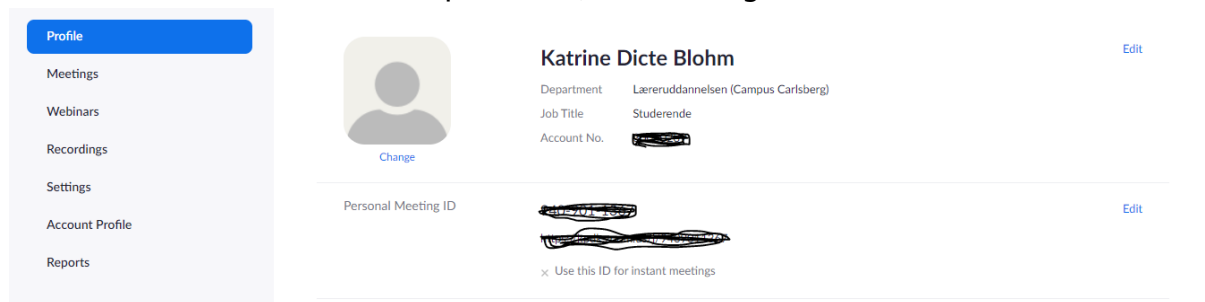 Profile
Meetings
Webinars
Recordings
Settings
Account Profile
Reports
Change
Katrine Dicte Blohm
Edit
Department Læreruddannelsen (Campus Carlsberg)
Job Title Studerende
Account No.
Personal Meeting ID
Edit
× Use this ID for instant meetings